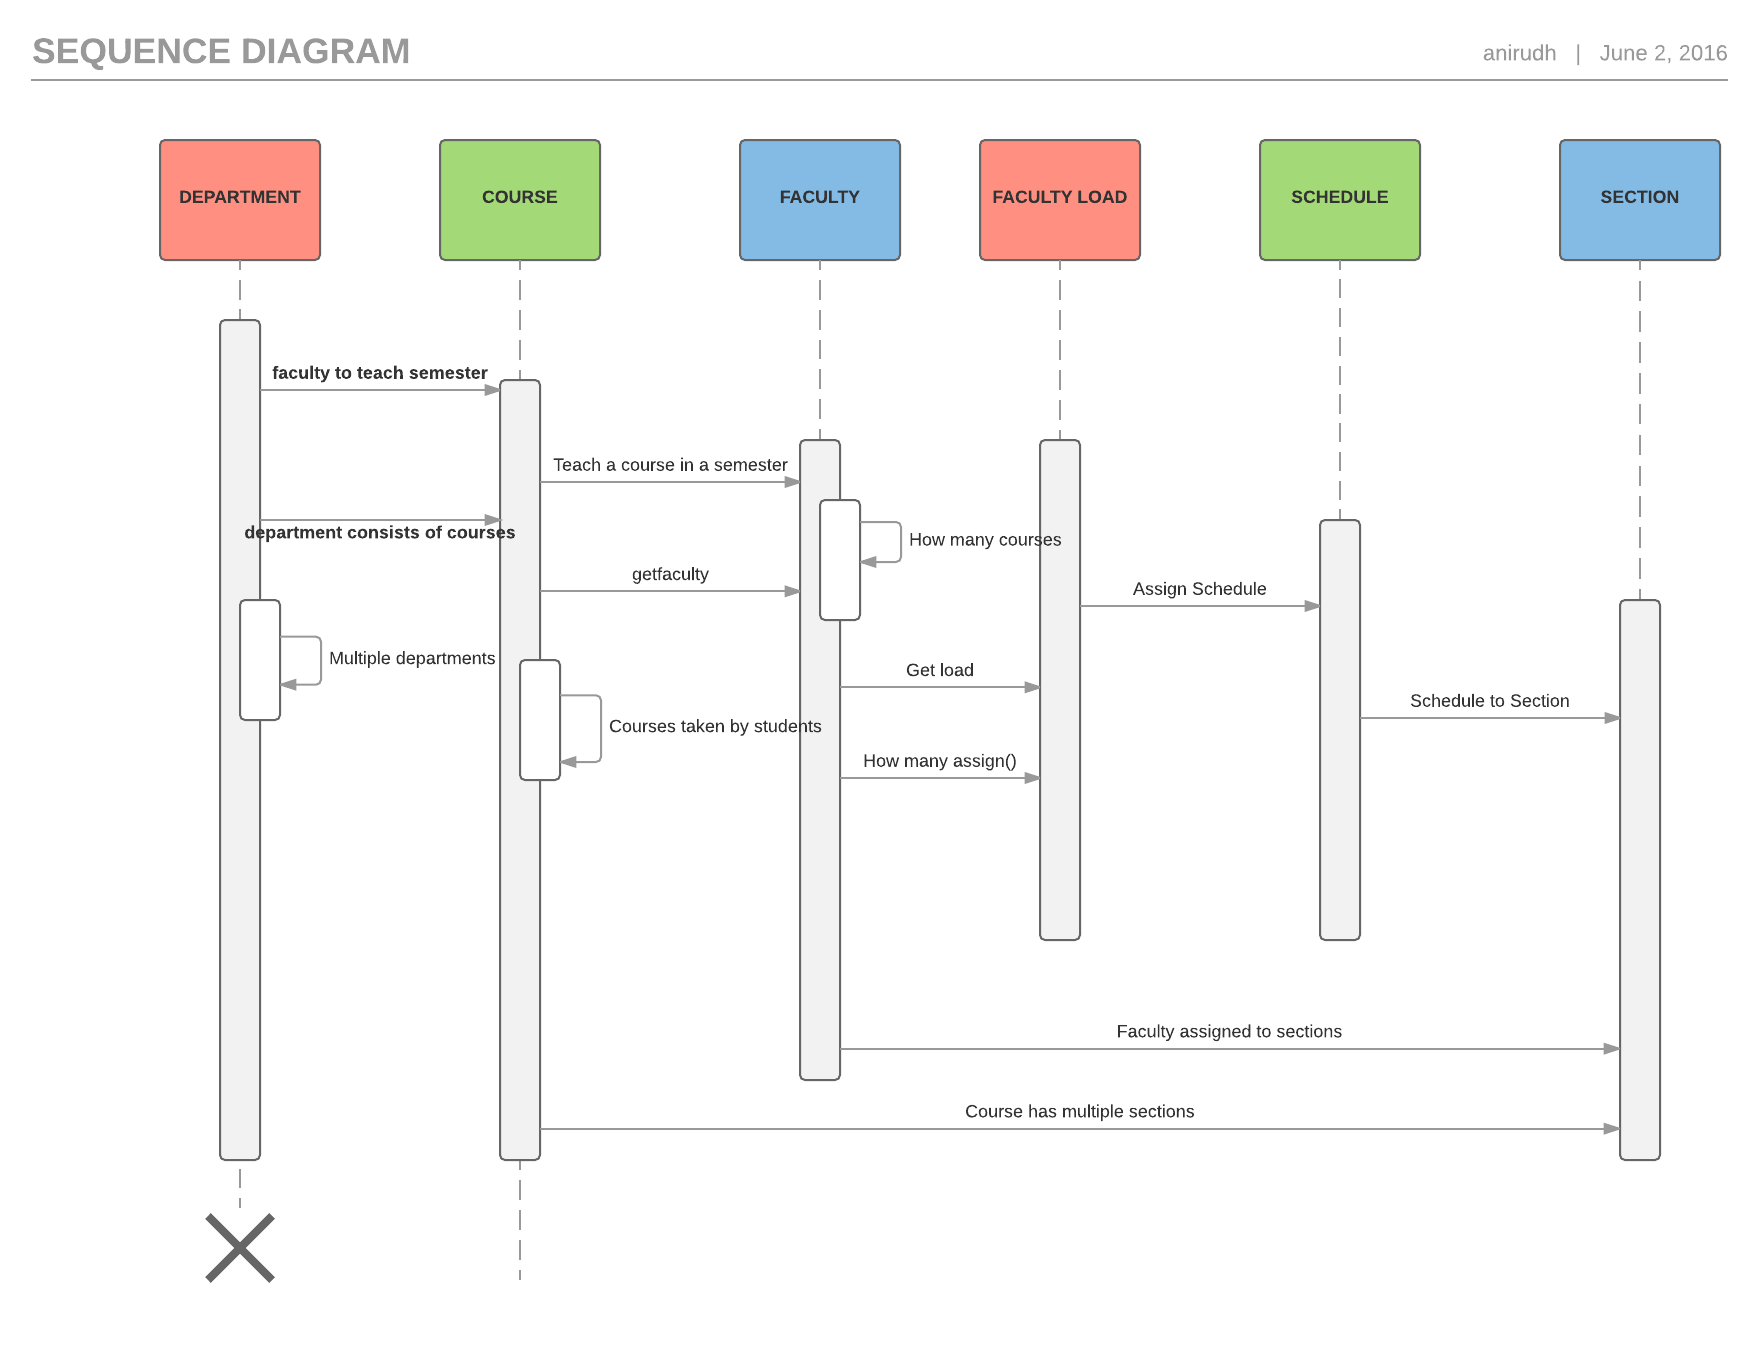 SEQUENCE DIAGRAM
anirudh | June 2, 2016
DEPARTMENT
COURSE
FACULTY
FACULTY LOAD
SCHEDULE
SECTION
faculty to teach semester
Teach a course in a semester
department consists of courses
How many courses
getfaculty
Assign Schedule
Multiple departments
Get load
Schedule to Section
Courses taken by students
How many assign()
Faculty assigned to sections
Course has multiple sections